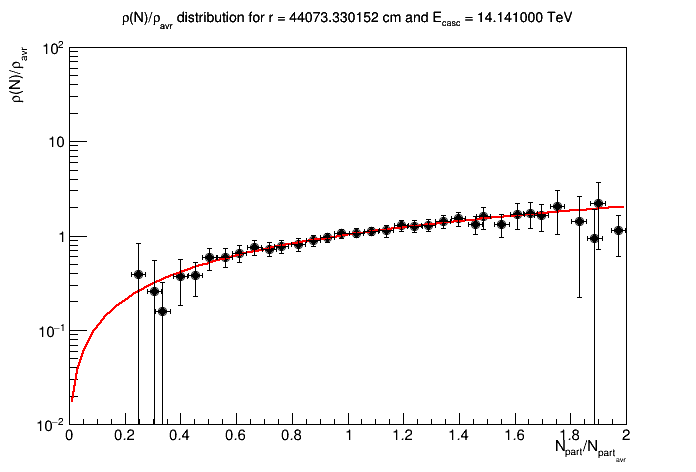 ρ(N)/ρavr distribution for r = 44073.330152 cm and Ecasc = 14.141000 TeV
ρ(N)/ρavr
10²
10
1
10⁻¹
10⁻²
0 0.2 0.4 0.6 0.8 1 1.2 1.4 1.6 1.8 2
Npart/Npartavr